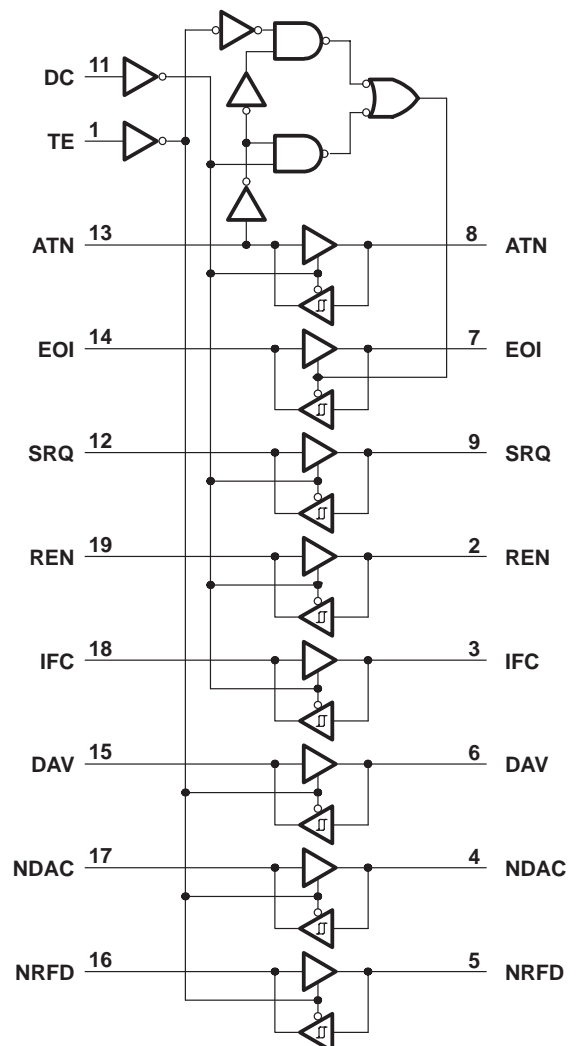 DC 11
TE 1
ATN 13 8 ATN
EOI 14 7 EOI
SRQ 12 9 SRQ
REN 19 2 REN
IFC 18 3 IFC
DAV 15 6 DAV
NDAC 17 4 NDAC
NRFD 16 5 NRFD